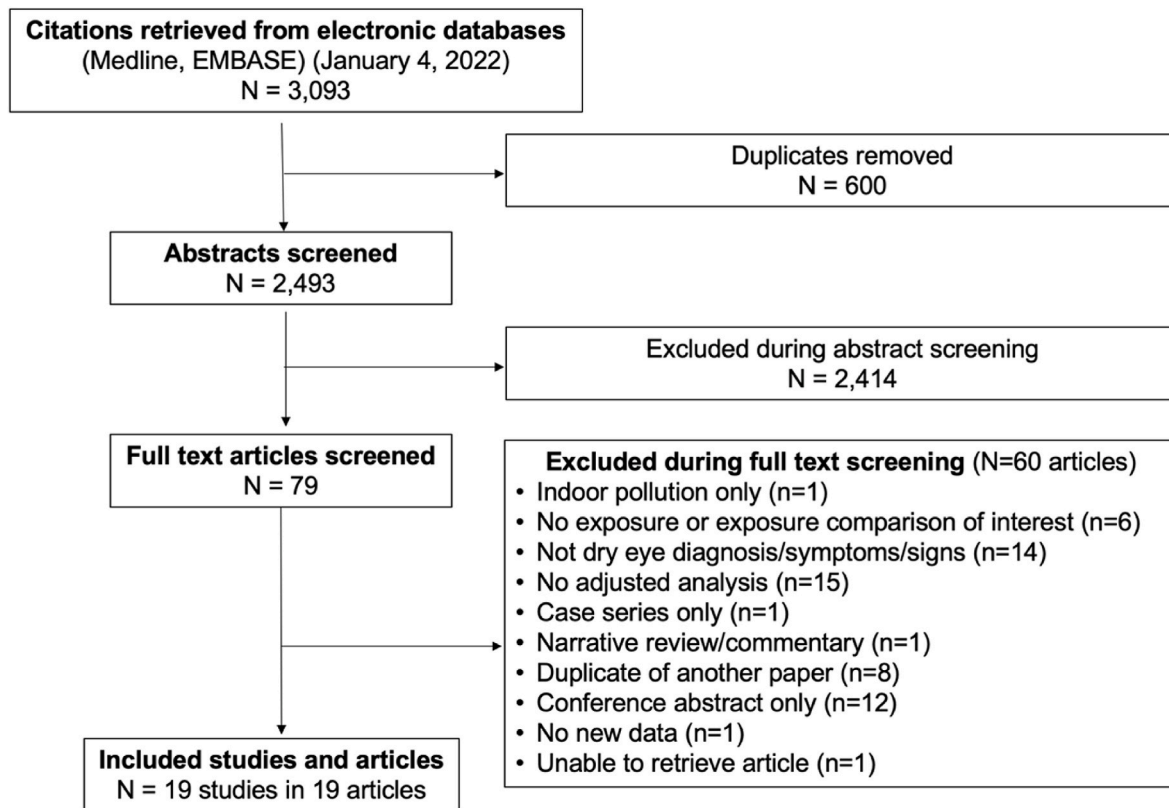 Citations retrieved from electronic databases
(Medline, EMBASE) (January 4, 2022)
N = 3,093
Duplicates removed
N = 600
Abstracts screened
N = 2,493
Excluded during abstract screening
N = 2,414
Full text articles screened
N = 79
Excluded during full text screening (N=60 articles)
• Indoor pollution only (n=1)
• No exposure or exposure comparison of interest (n=6)
• Not dry eye diagnosis/symptoms/signs (n=14)
• No adjusted analysis (n=15)
• Case series only (n=1)
• Narrative review/commentary (n=1)
• Duplicate of another paper (n=8)
• Conference abstract only (n=12)
• No new data (n=1)
• Unable to retrieve article (n=1)
Included studies and articles
N = 19 studies in 19 articles